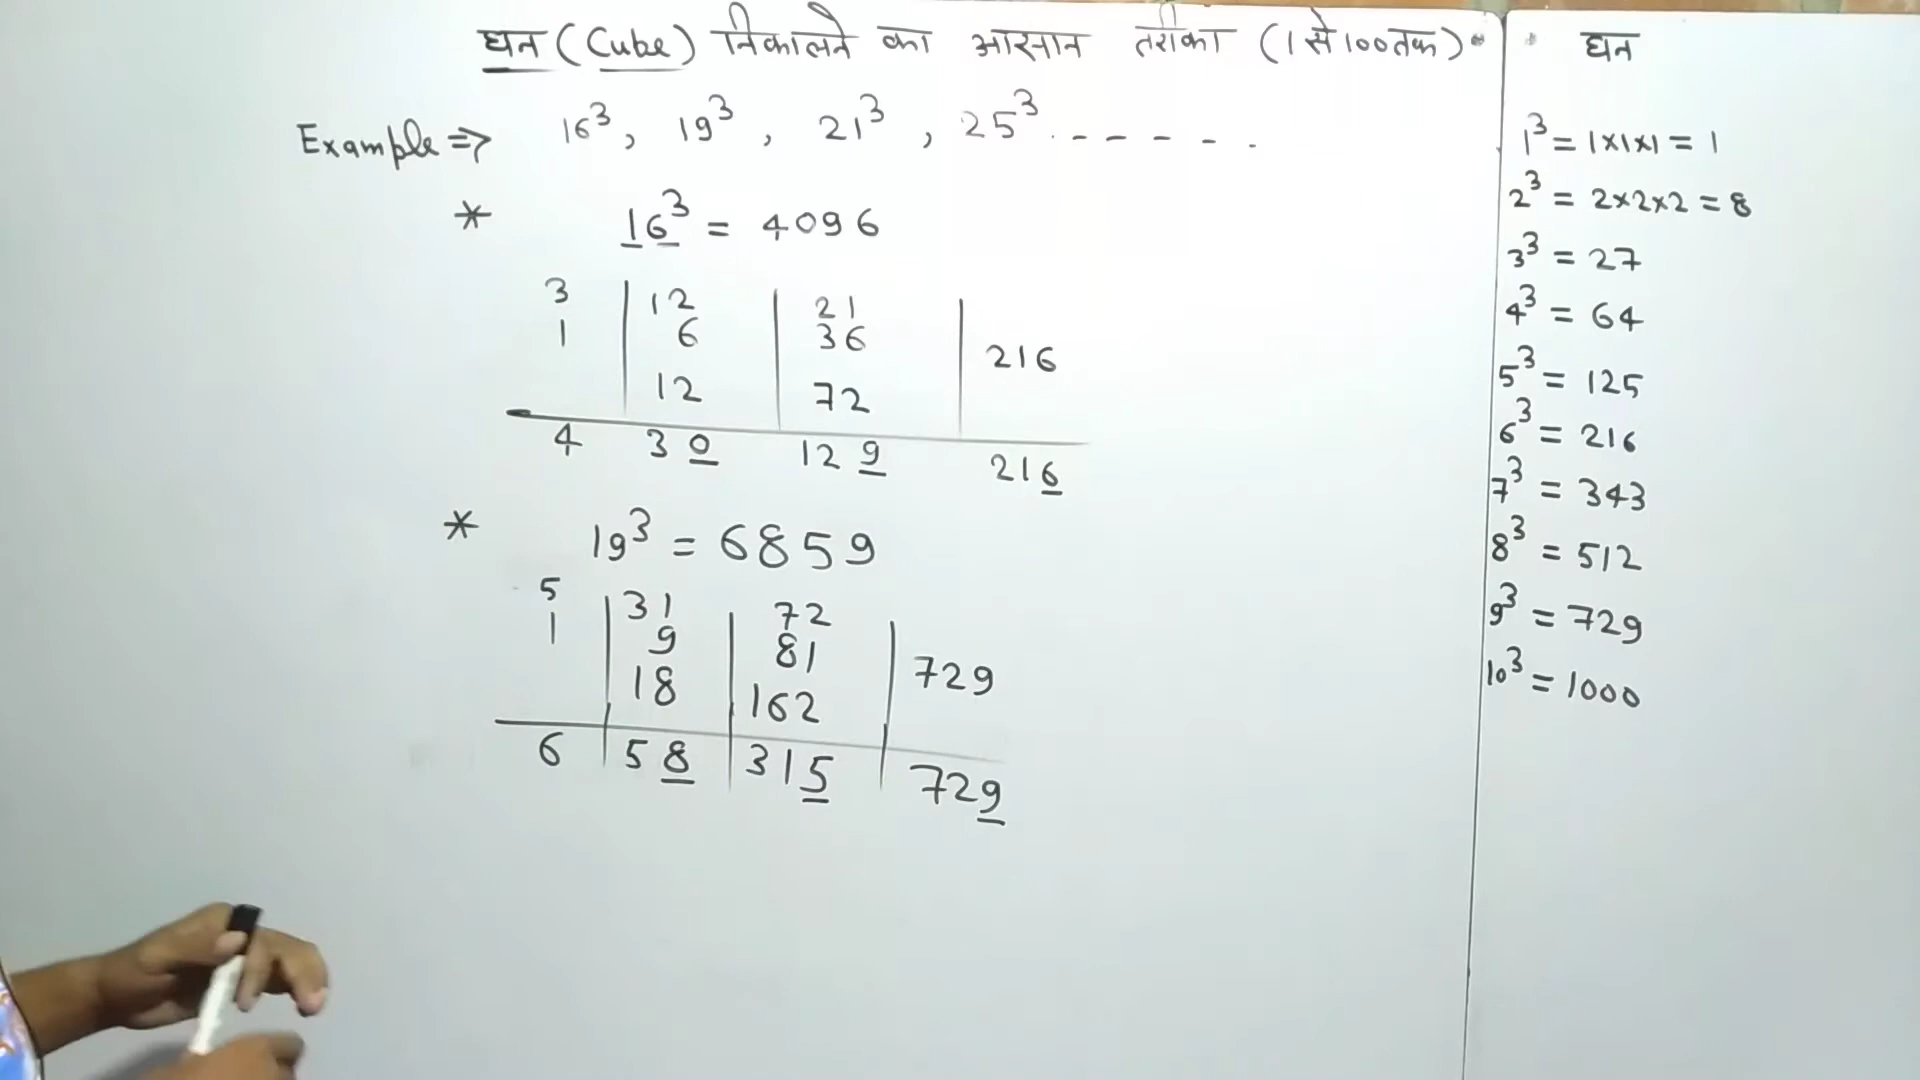 घन (Cube) निकालने का आसान तरीका (1 से 100 तक)
Example ⇒ 16³, 19³, 21³, 25³ - - - - - .
* 16³ = 4096
3 | 12 | 21
1 | 6 | 36 | 216
12 | 72
4 30 129 216
* 19³ = 6859
5 | 31 | 72
1 | 9 | 81 | 729
18 | 162
6 | 58 | 315 | 729
घन
1³ = 1×1×1 = 1
2³ = 2×2×2 = 8
3³ = 27
4³ = 64
5³ = 125
6³ = 216
7³ = 343
8³ = 512
9³ = 729
10³ = 1000